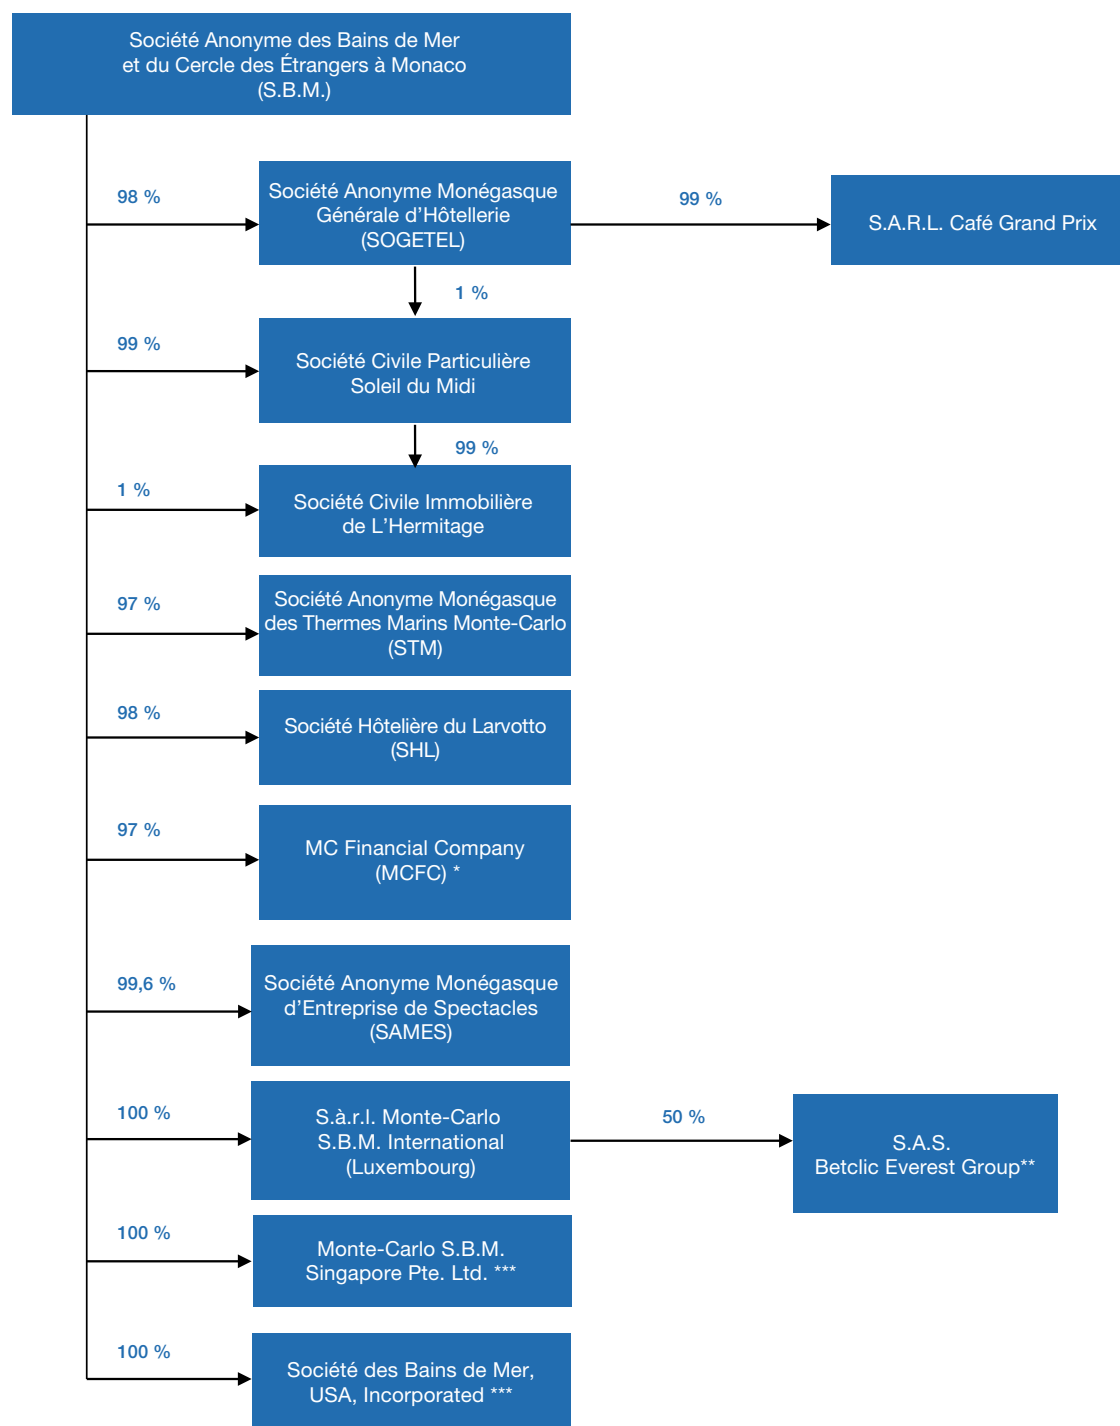 Société Anonyme des Bains de Mer
et du Cercle des Étrangers à Monaco
(S.B.M.)
98 %
Société Anonyme Monégasque
Générale d’Hôtellerie
(SOGETEL)
99 %
S.A.R.L. Café Grand Prix
1 %
99 %
Société Civile Particulière
Soleil du Midi
99 %
1 %
Société Civile Immobilière
de L’Hermitage
97 %
Société Anonyme Monégasque
des Thermes Marins Monte-Carlo
(STM)
98 %
Société Hôtelière du Larvotto
(SHL)
97 %
MC Financial Company
(MCFC) *
99,6 %
Société Anonyme Monégasque
d’Entreprise de Spectacles
(SAMES)
100 %
S.à.r.l. Monte-Carlo
S.B.M. International
(Luxembourg)
50 %
S.A.S.
Betclic Everest Group**
100 %
Monte-Carlo S.B.M.
Singapore Pte. Ltd. ***
100 %
Société des Bains de Mer,
USA, Incorporated ***